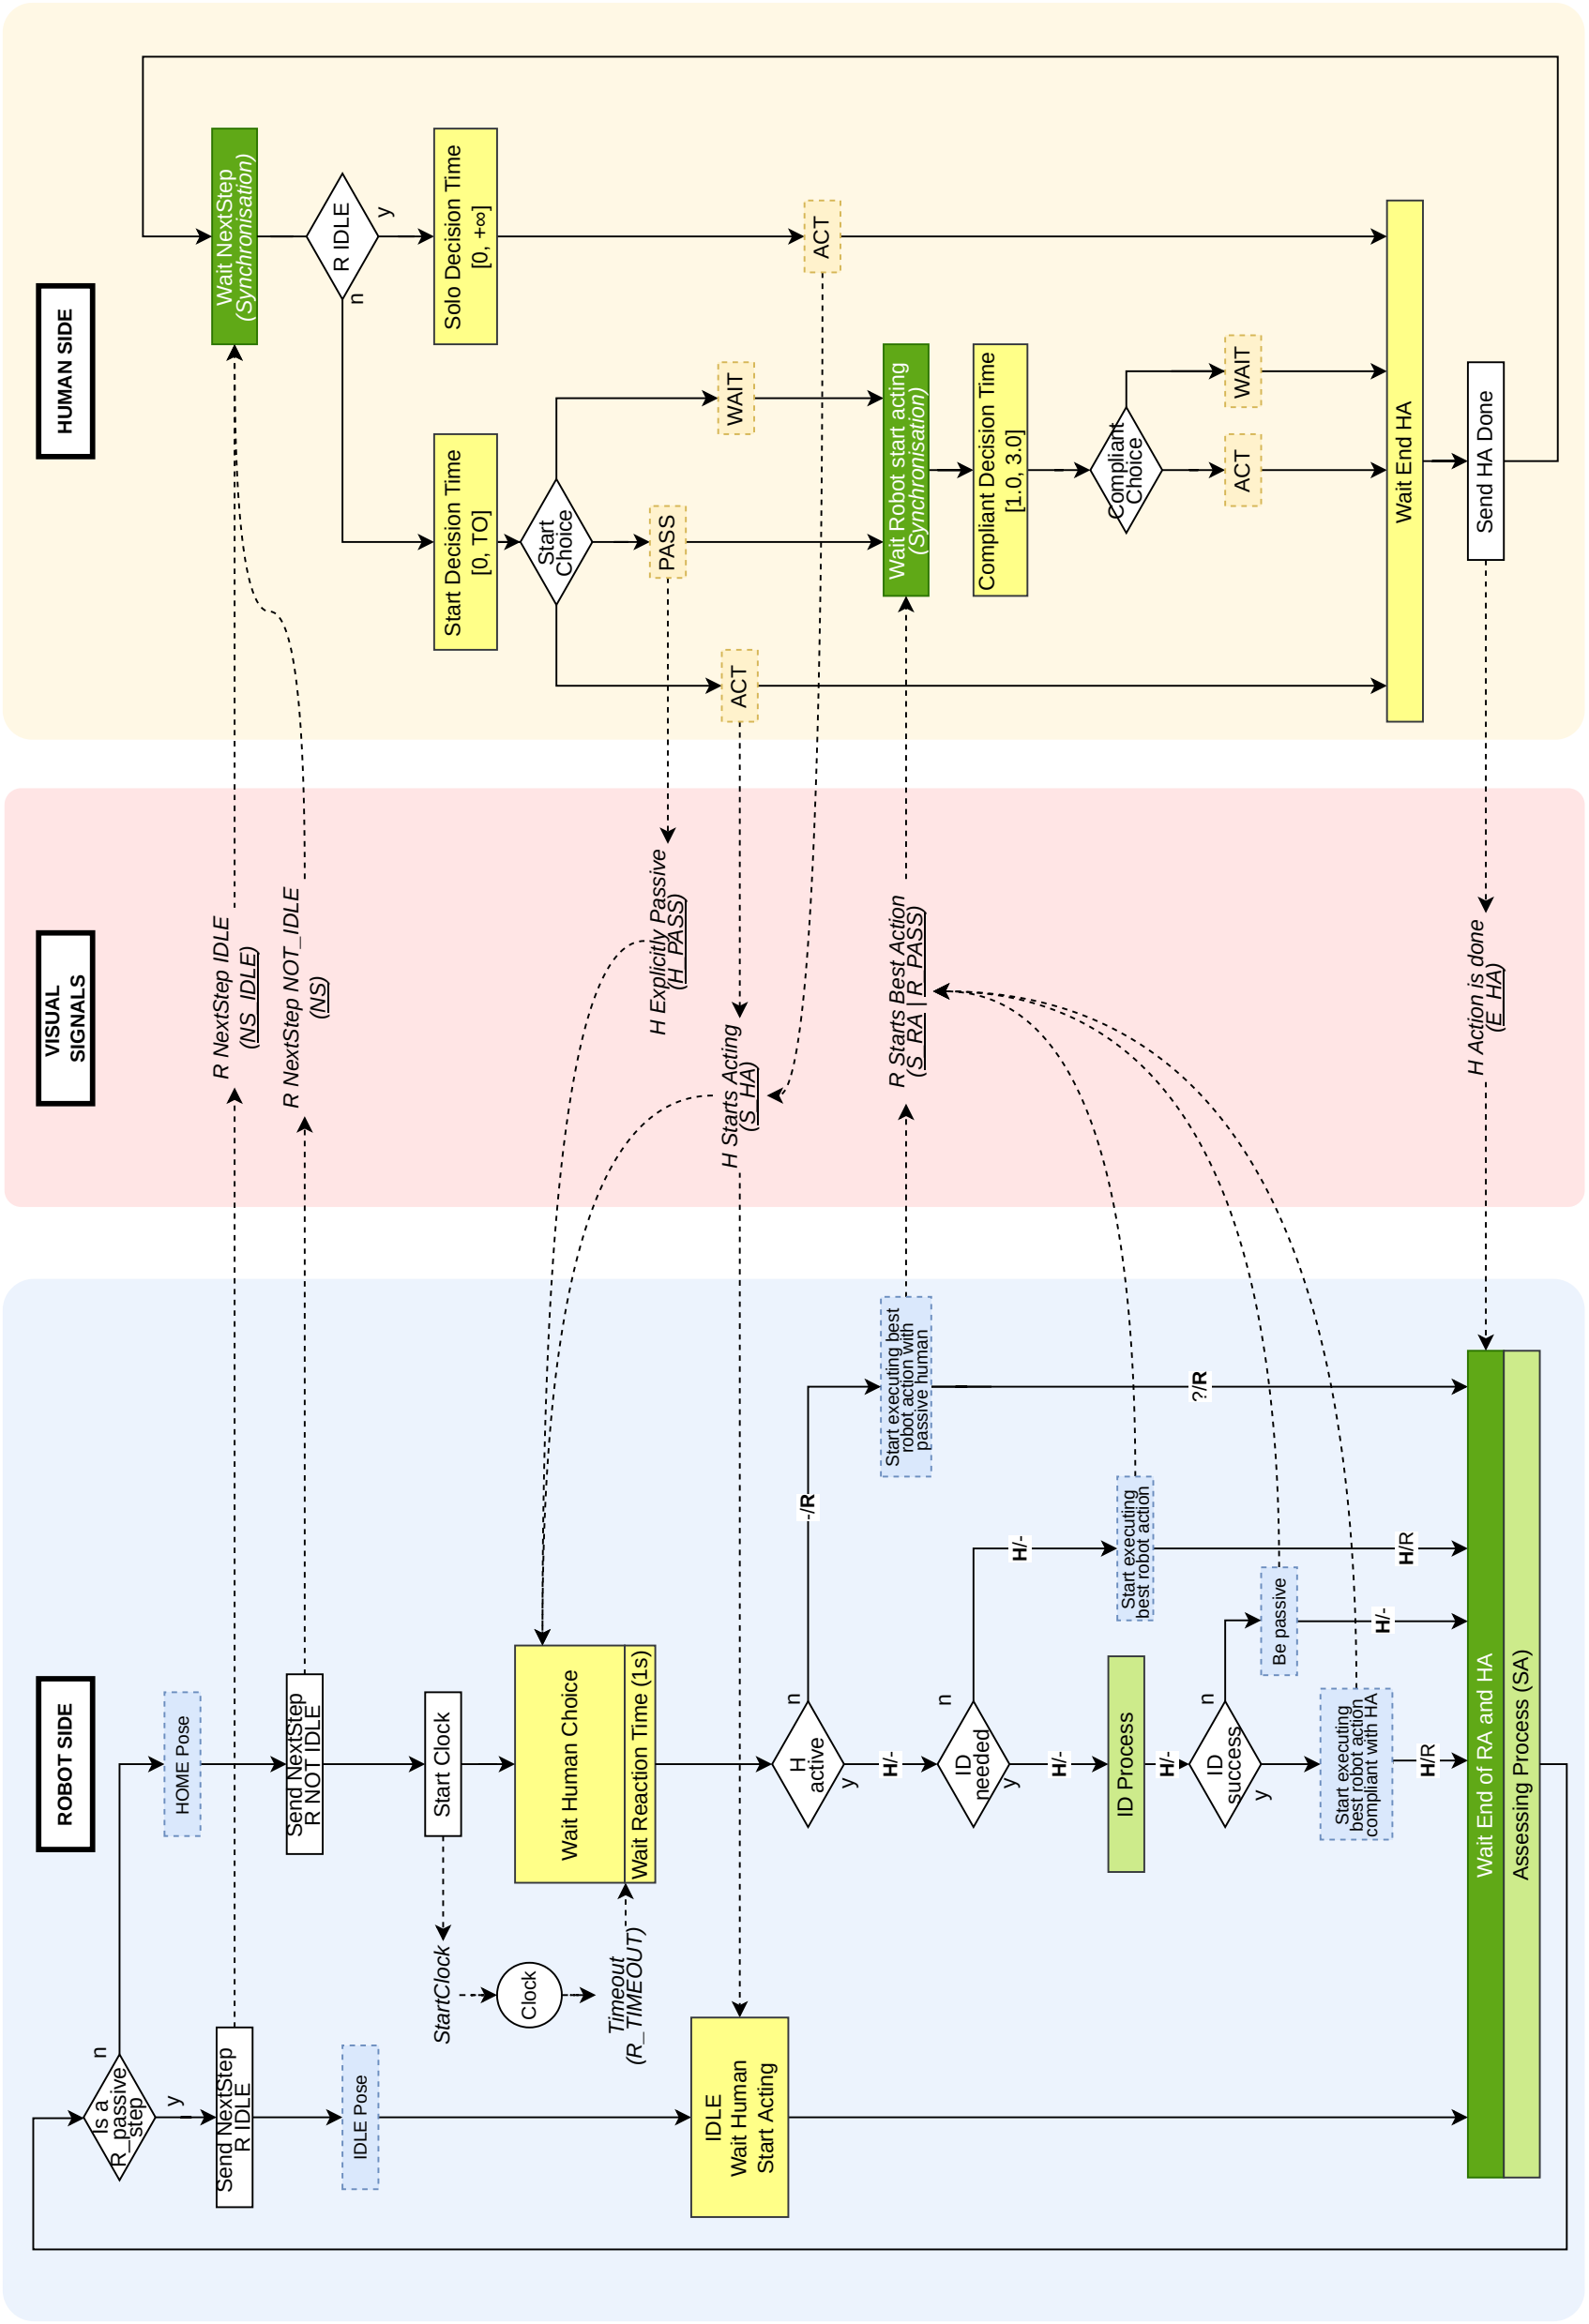 ROBOT SIDE
Is a
R_passive
step
n
y
HOME Pose
Send NextStep
R IDLE
Send NextStep
R NOT IDLE
IDLE Pose
Start Clock
StartClock
Clock
Timeout
(R_TIMEOUT)
Wait Human Choice
Wait Reaction Time (1s)
IDLE
Wait Human
Start Acting
H
active
n
y
-/R
H/-
Start executing best
robot action with
passive human
?/R
ID
needed
n
y
H/-
H/-
Start executing
best robot action
H/R
ID Process
H/-
ID
success
n
y
Be passive
H/-
Start executing
best robot action
compliant with HA
H/R
Wait End of RA and HA
Assessing Process (SA)
VISUAL
SIGNALS
R NextStep IDLE
(NS_IDLE)
R NextStep NOT_IDLE
(NS)
H Explicitly Passive
(H_PASS)
H Starts Acting
(S_HA)
R Starts Best Action
(S_RA | R_PASS)
H Action is done
(E_HA)
HUMAN SIDE
Wait NextStep
(Synchronisation)
R IDLE
n
y
Start Decision Time
[0, TO]
Solo Decision Time
[0, +∞]
Start
Choice
PASS
ACT
WAIT
ACT
Wait Robot start acting
(Synchronisation)
Compliant Decision Time
[1.0, 3.0]
Compliant
Choice
ACT
WAIT
Wait End HA
Send HA Done